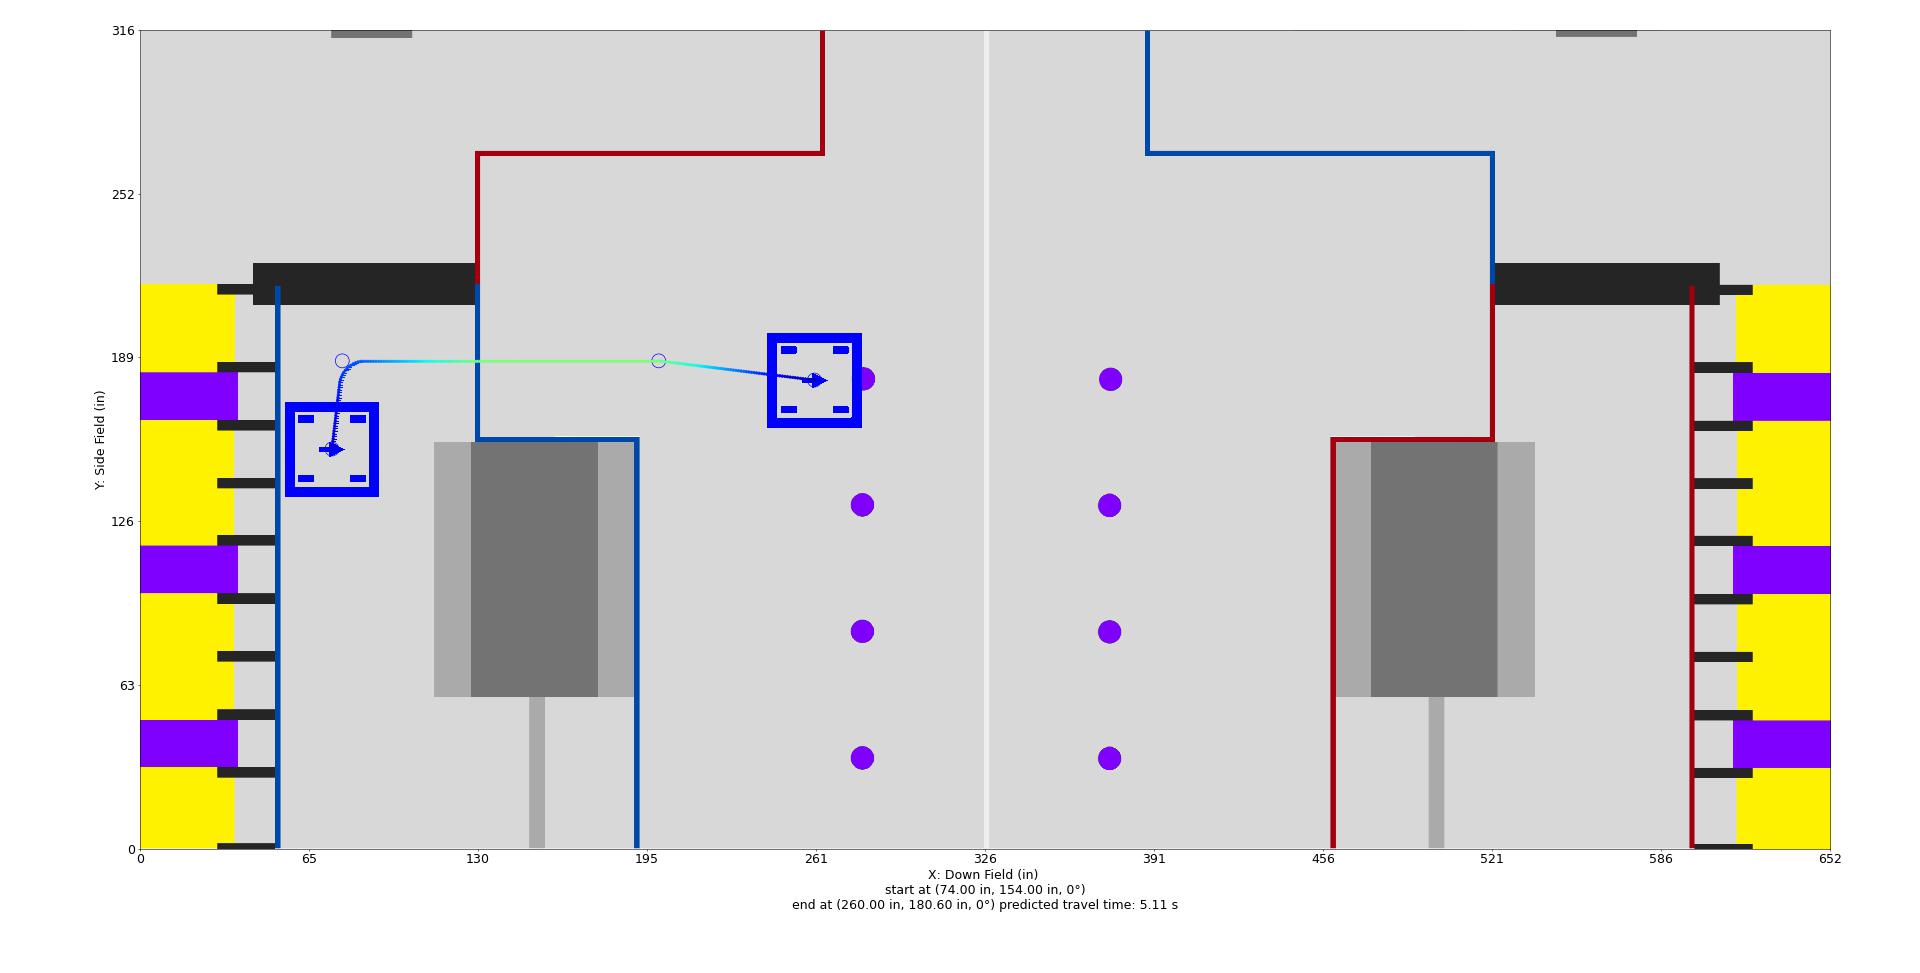 316
252
189
126
63
0
Y: Side Field (in)
0 65 130 195 261 326 391 456 521 586 652
X: Down Field (in)
start at (74.00 in, 154.00 in, 0°)
end at (260.00 in, 180.60 in, 0°) predicted travel time: 5.11 s